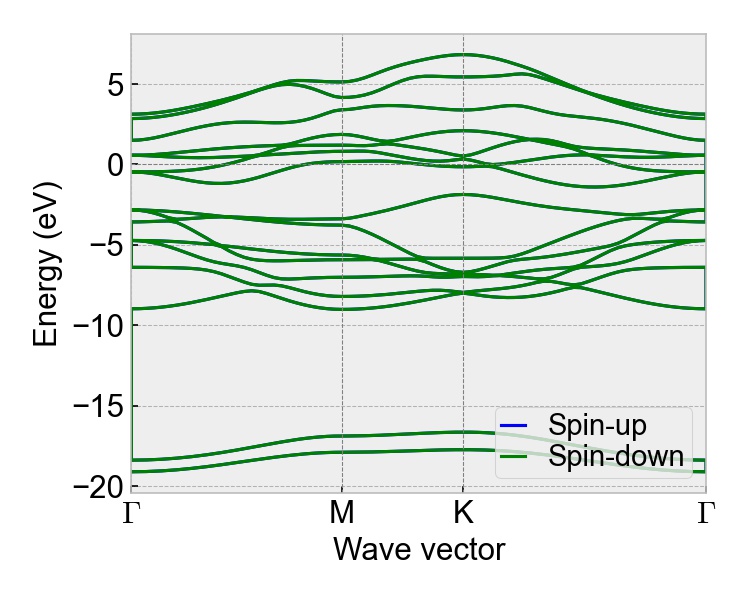 5
0
−5
−10
−15
−20
Energy (eV)
Spin-up
Spin-down
Γ M K Γ
Wave vector